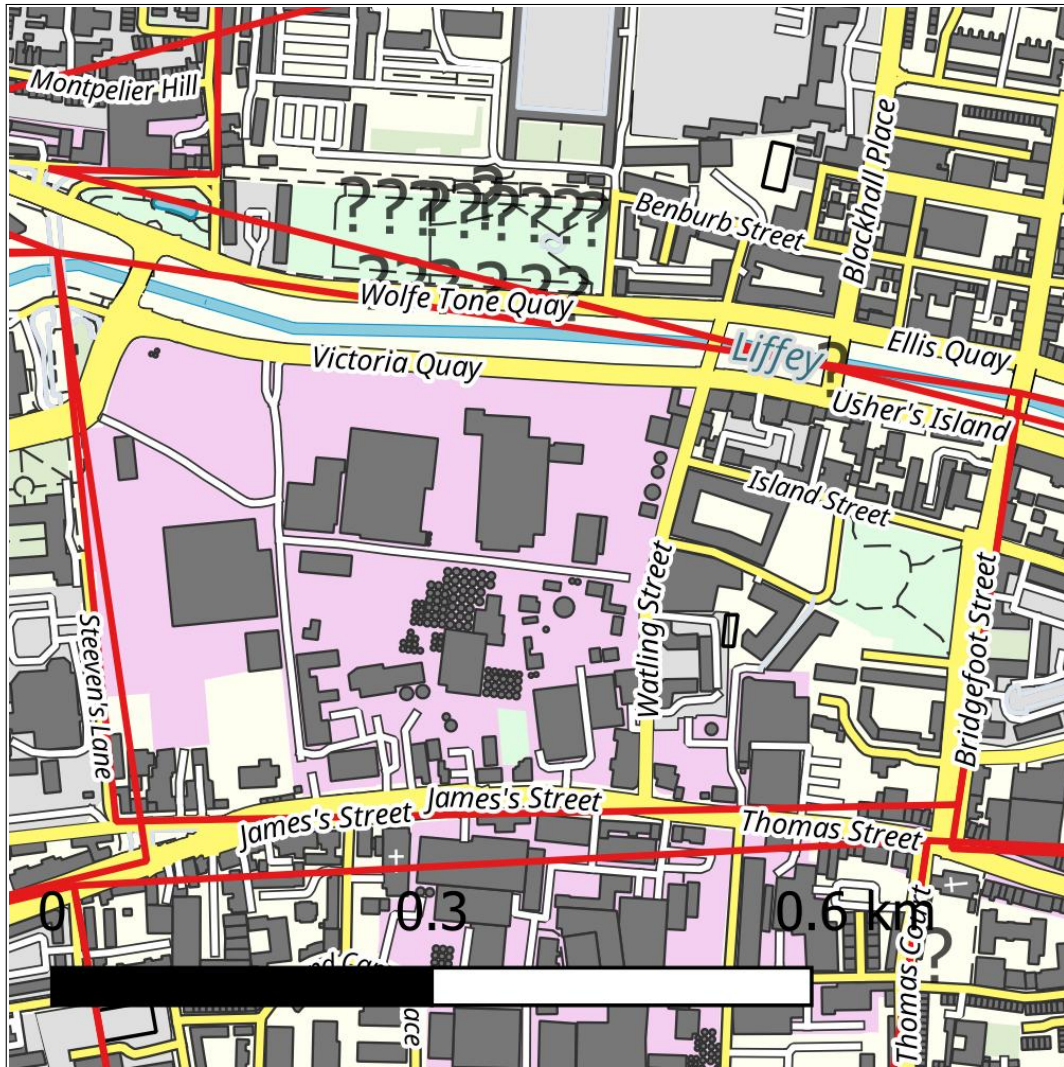 Montpelier Hill
Blackhall Place
Benburb Street
? ? ? ? ? ? ? ? ? ?
? ? ? ? ? ?
Wolfe Tone Quay
Liffey
?
Ellis Quay
Victoria Quay
Usher's Island
Island Street
Watling Street
Bridgefoot Street
Steeven's Lane
James's Street
James's Street
Thomas Street
0
0.3
0.6 km
Thomas Court
?